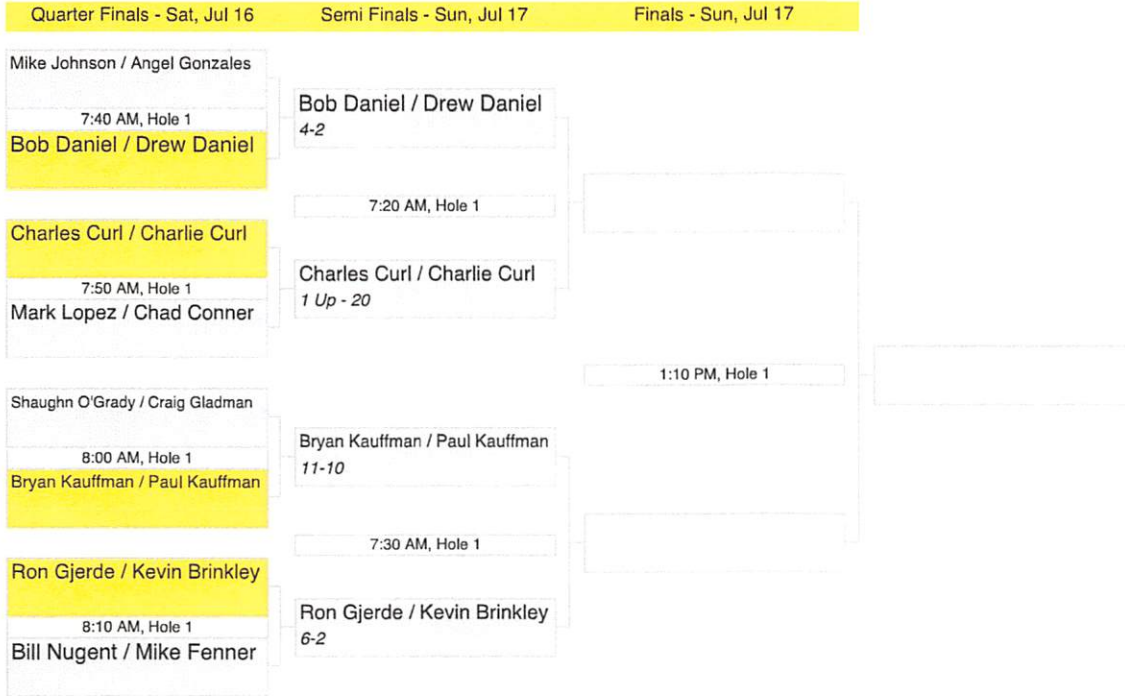 Quarter Finals - Sat, Jul 16
Semi Finals - Sun, Jul 17
Finals - Sun, Jul 17
Mike Johnson / Angel Gonzales
7:40 AM, Hole 1
Bob Daniel / Drew Daniel
Charles Curl / Charlie Curl
7:50 AM, Hole 1
Mark Lopez / Chad Conner
Shaughn O'Grady / Craig Gladman
8:00 AM, Hole 1
Bryan Kauffman / Paul Kauffman
Ron Gjerde / Kevin Brinkley
8:10 AM, Hole 1
Bill Nugent / Mike Fenner
Bob Daniel / Drew Daniel
4-2
7:20 AM, Hole 1
Charles Curl / Charlie Curl
1 Up - 20
Bryan Kauffman / Paul Kauffman
11-10
7:30 AM, Hole 1
Ron Gjerde / Kevin Brinkley
6-2
1:10 PM, Hole 1